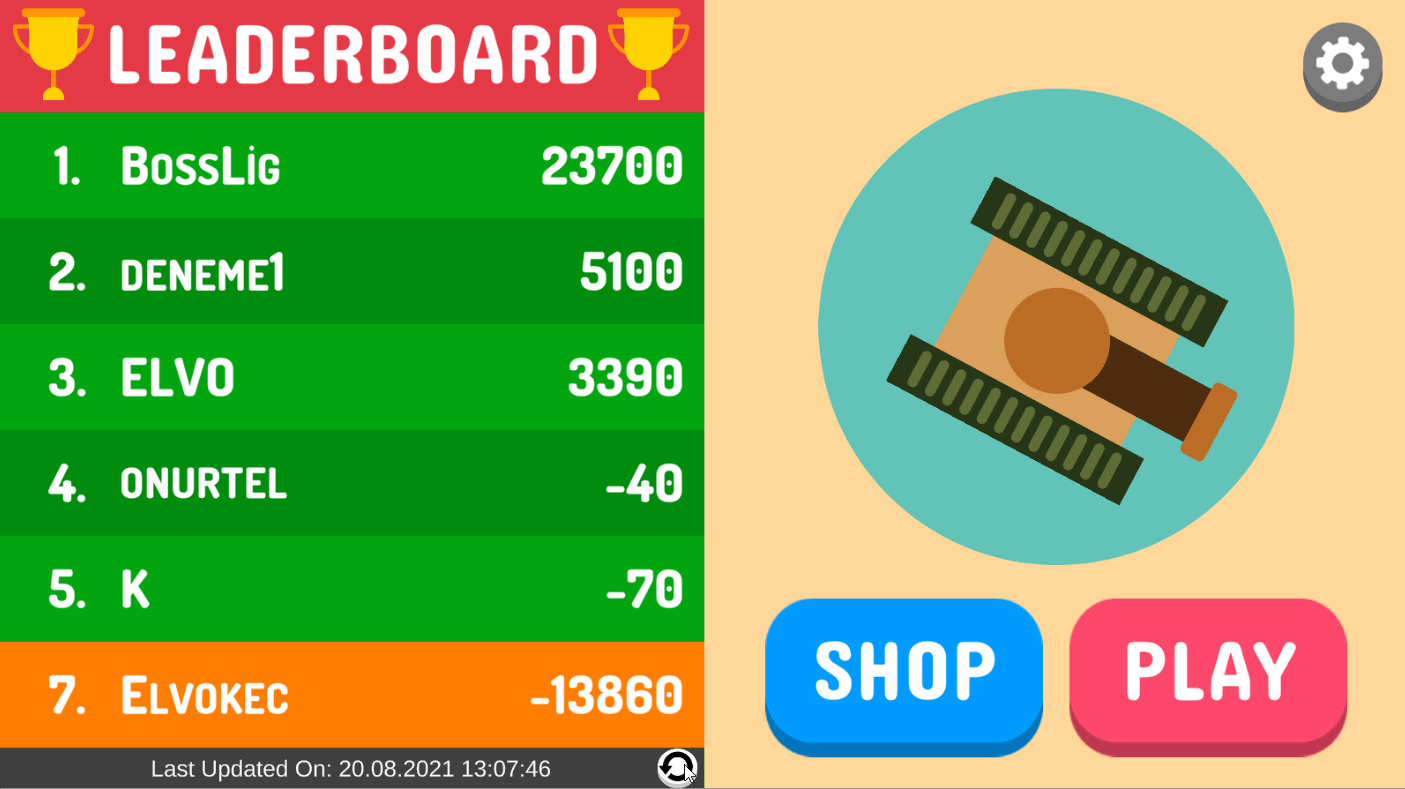 LEADERBOARD
1. BossLig 23700
2. deneme1 5100
3. ELVO 3390
4. onurtel -40
5. K -70
7. Elvokec -13860
Last Updated On: 20.08.2021 13:07:46
SHOP
PLAY